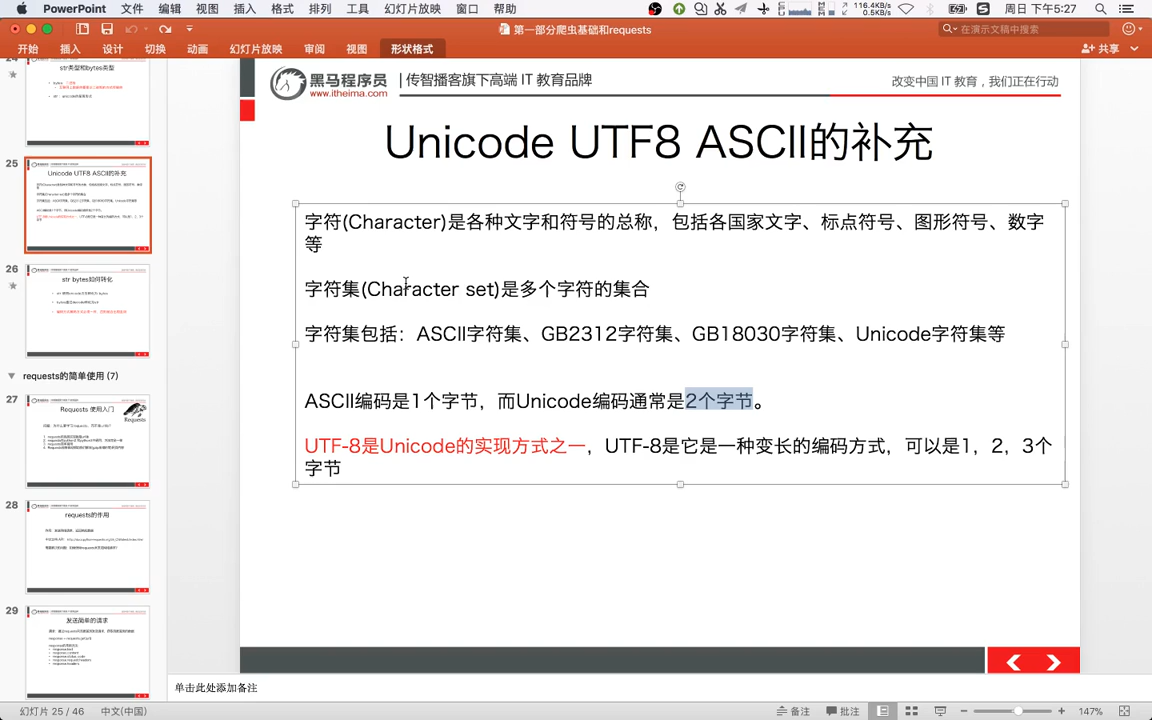 PowerPoint 文件 编辑 视图 插入 格式 排列 工具 幻灯片放映 窗口 帮助 116.4KB/s 0.5KB/s 周日 下午5:27
第一部分爬虫基础和requests 在演示文稿中搜索
开始 插入 设计 切换 动画 幻灯片放映 审阅 视图 形状格式 共享
24
str类型和bytes类型
黑马程序员
www.itheima.com
传智播客旗下高端 IT 教育品牌
改变中国 IT 教育，我们正在行动
Unicode UTF8 ASCII的补充
字符(Character)是各种文字和符号的总称，包括各国家文字、标点符号、图形符号、数字
等
字符集(Character set)是多个字符的集合
字符集包括：ASCII字符集、GB2312字符集、GB18030字符集、Unicode字符集等
ASCII编码是1个字节，而Unicode编码通常是2个字节。
UTF-8是Unicode的实现方式之一，UTF-8是它是一种变长的编码方式，可以是1，2，3个
字节
25
Unicode UTF8 ASCII的补充
26
str bytes如何转化
requests的简单使用 (7)
27
Requests 使用入门
28
requests的作用
29
发送简单的请求
单击此处添加备注
幻灯片 25 / 46 中文(中国) 备注 批注 147%